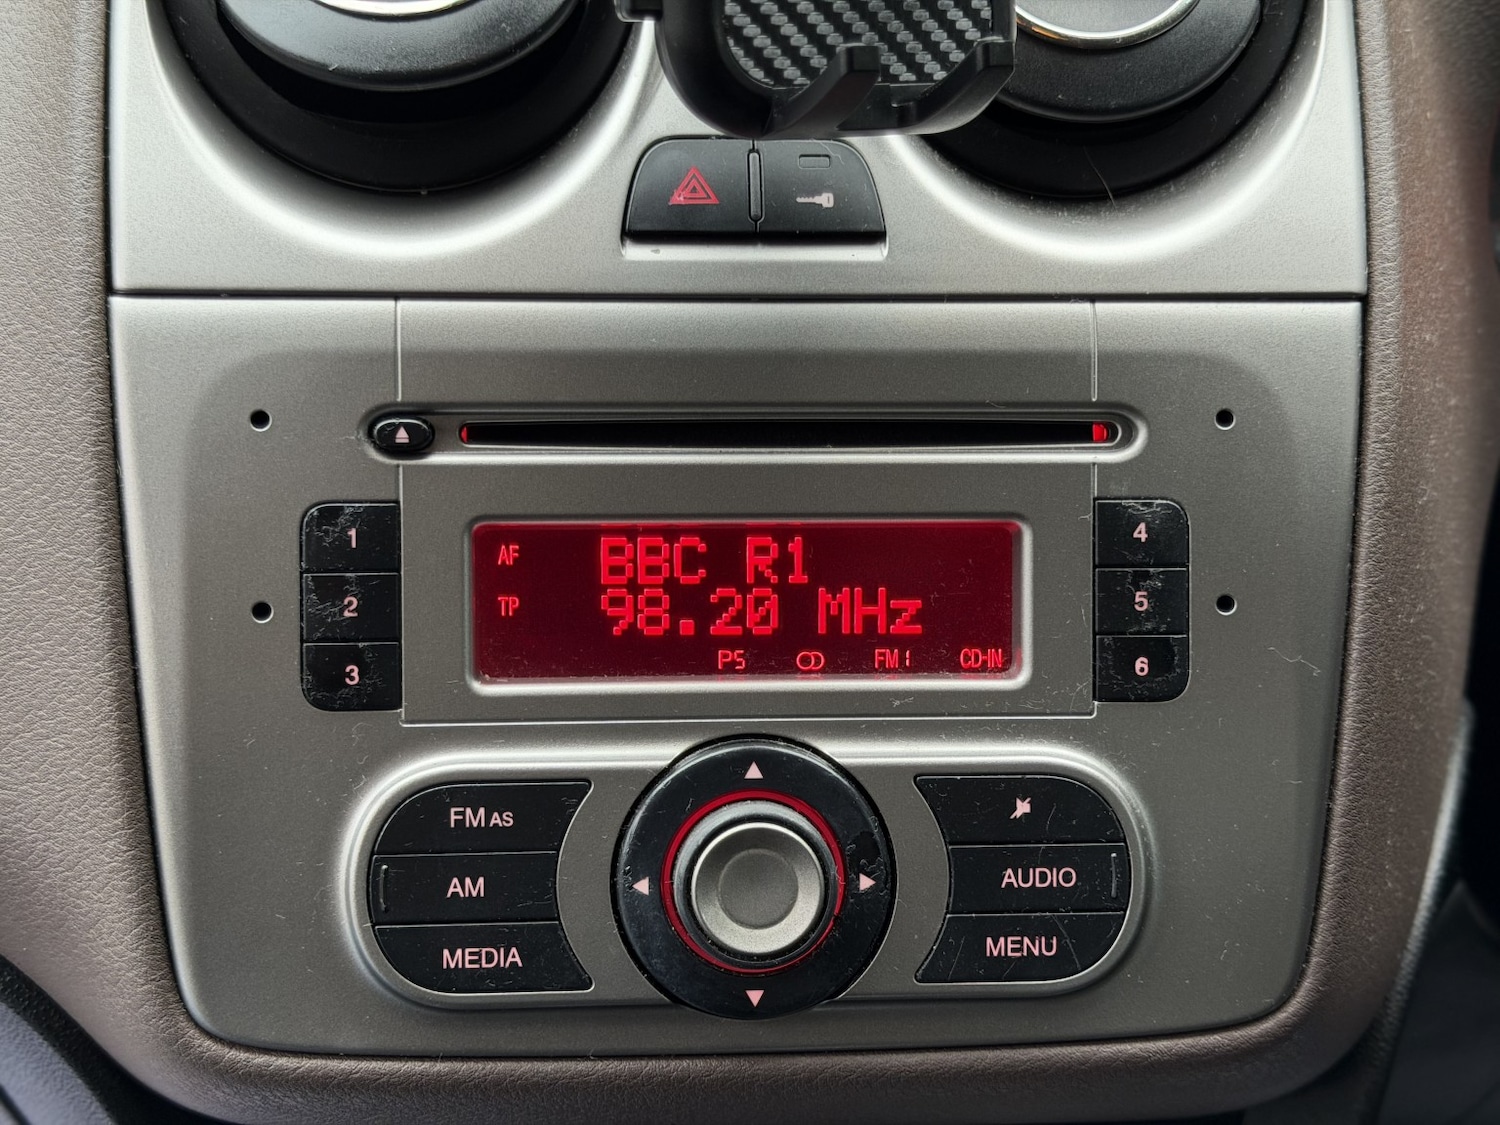 1
2
3
AF
BBC R1
TP
98.20 MHz
P5 FM1 CD-IN
4
5
6
FM AS
AM
MEDIA
AUDIO
MENU